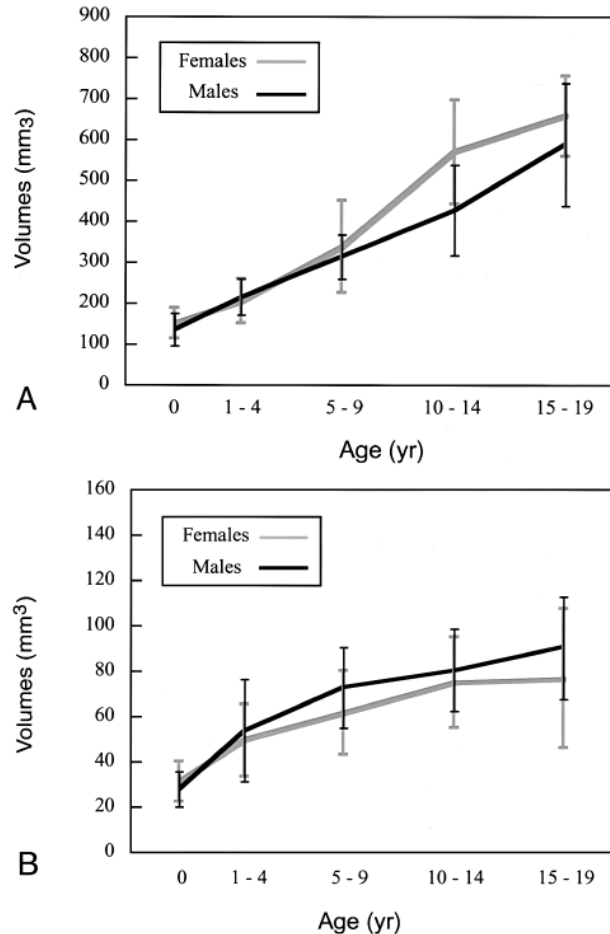 900
800
700
600
500
400
300
200
100
0
Volumes (mm3)
Females
Males
A
0 1 - 4 5 - 9 10 - 14 15 - 19
Age (yr)
160
140
120
100
80
60
40
20
0
Volumes (mm³)
Females
Males
B
0 1 - 4 5 - 9 10 - 14 15 - 19
Age (yr)